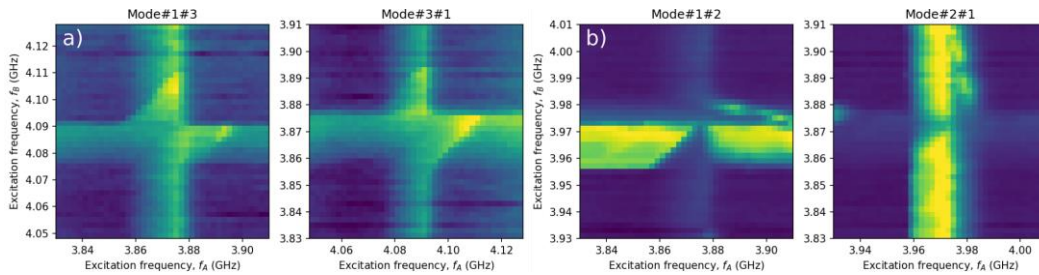 Mode#1#3
a)
4.12
4.11
4.10
4.09
4.08
4.07
4.06
4.05
Excitation frequency, f_B (GHz)
3.84 3.86 3.88 3.90
Excitation frequency, f_A (GHz)
Mode#3#1
3.91
3.90
3.89
3.88
3.87
3.86
3.85
3.84
3.83
4.06 4.08 4.10 4.12
Excitation frequency, f_A (GHz)
Mode#1#2
b)
4.01
4.00
3.99
3.98
3.97
3.96
3.95
3.94
3.93
Excitation frequency, f_B (GHz)
3.84 3.86 3.88 3.90
Excitation frequency, f_A (GHz)
Mode#2#1
3.91
3.90
3.89
3.88
3.87
3.86
3.85
3.84
3.83
3.94 3.96 3.98 4.00
Excitation frequency, f_A (GHz)